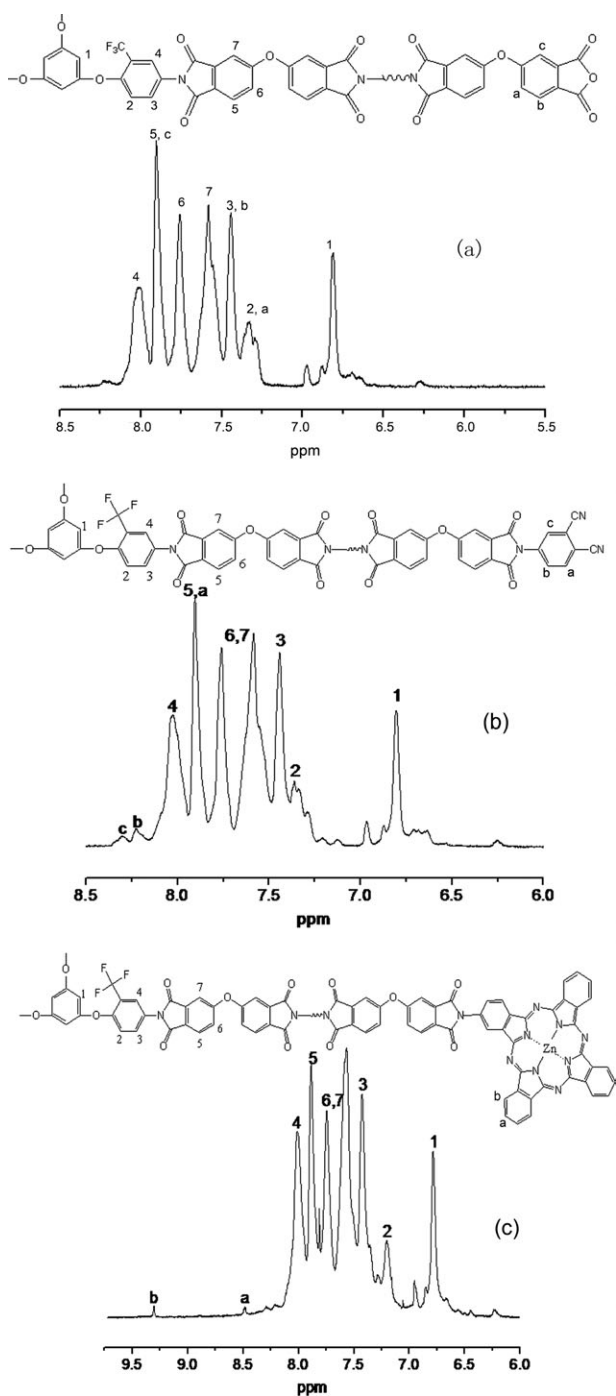 O O
O 1 F₃C 4 O O 7 O O O O O O c O
O O N N N N O
2 3 5 6 a b
O O O O O O
5, c
6 7 3, b
4 2, a 1 (a)
8.5 8.0 7.5 7.0 6.5 6.0 5.5
ppm
O F F F O 7 O O O O O O c CN
O 1 O 4 N N N N CN
2 3 5 6 b a
O O O O O
5,a
6,7 3
4 2 1 (b)
c b
8.5 8.0 7.5 7.0 6.5 6.0
ppm
O F F F O 7 O O O O O O
O 1 O 4 N N N N N N N Zn N N N N N
2 3 5 6 b a
O O O O
5
6,7 3
4 2 1 (c)
b a
9.5 9.0 8.5 8.0 7.5 7.0 6.5 6.0
ppm